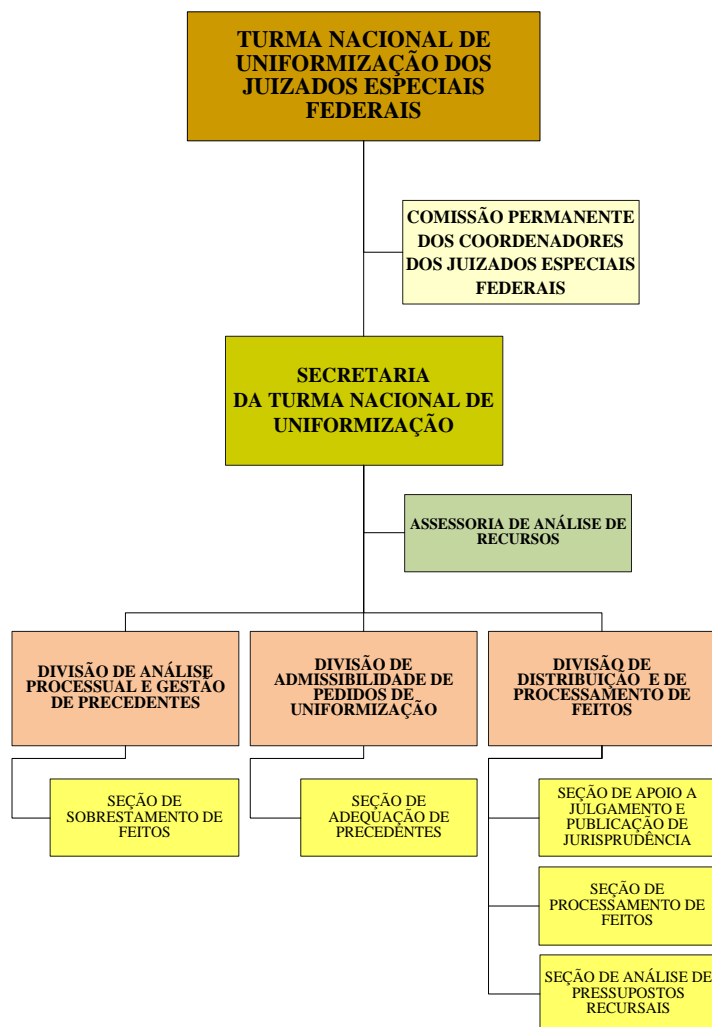 TURMA NACIONAL DE
UNIFORMIZAÇÃO DOS
JUIZADOS ESPECIAIS
FEDERAIS
COMISSÃO PERMANENTE
DOS COORDENADORES
DOS JUIZADOS ESPECIAIS
FEDERAIS
SECRETARIA
DA TURMA NACIONAL DE
UNIFORMIZAÇÃO
ASSESSORIA DE ANÁLISE DE
RECURSOS
DIVISÃO DE ANÁLISE
PROCESSUAL E GESTÃO
DE PRECEDENTES
DIVISÃO DE
ADMISSIBILIDADE DE
PEDIDOS DE
UNIFORMIZAÇÃO
DIVISÃO DE
DISTRIBUIÇÃO E DE
PROCESSAMENTO DE
FEITOS
SEÇÃO DE
SOBRESTAMENTO DE
FEITOS
SEÇÃO DE
ADEQUAÇÃO DE
PRECEDENTES
SEÇÃO DE APOIO A
JULGAMENTO E
PUBLICAÇÃO DE
JURISPRUDÊNCIA
SEÇÃO DE
PROCESSAMENTO DE
FEITOS
SEÇÃO DE ANÁLISE DE
PRESSUPOSTOS
RECURSAIS